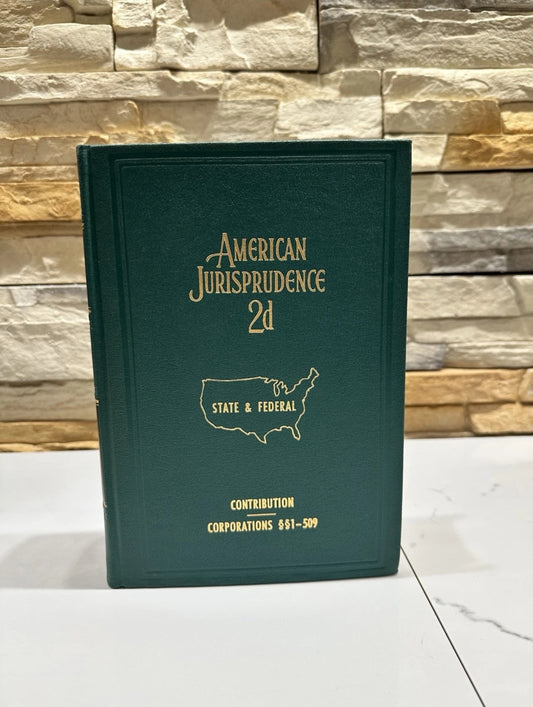 AMERICAN
JURISPRUDENCE
2d
STATE & FEDERAL
CONTRIBUTION
CORPORATIONS §§1–509